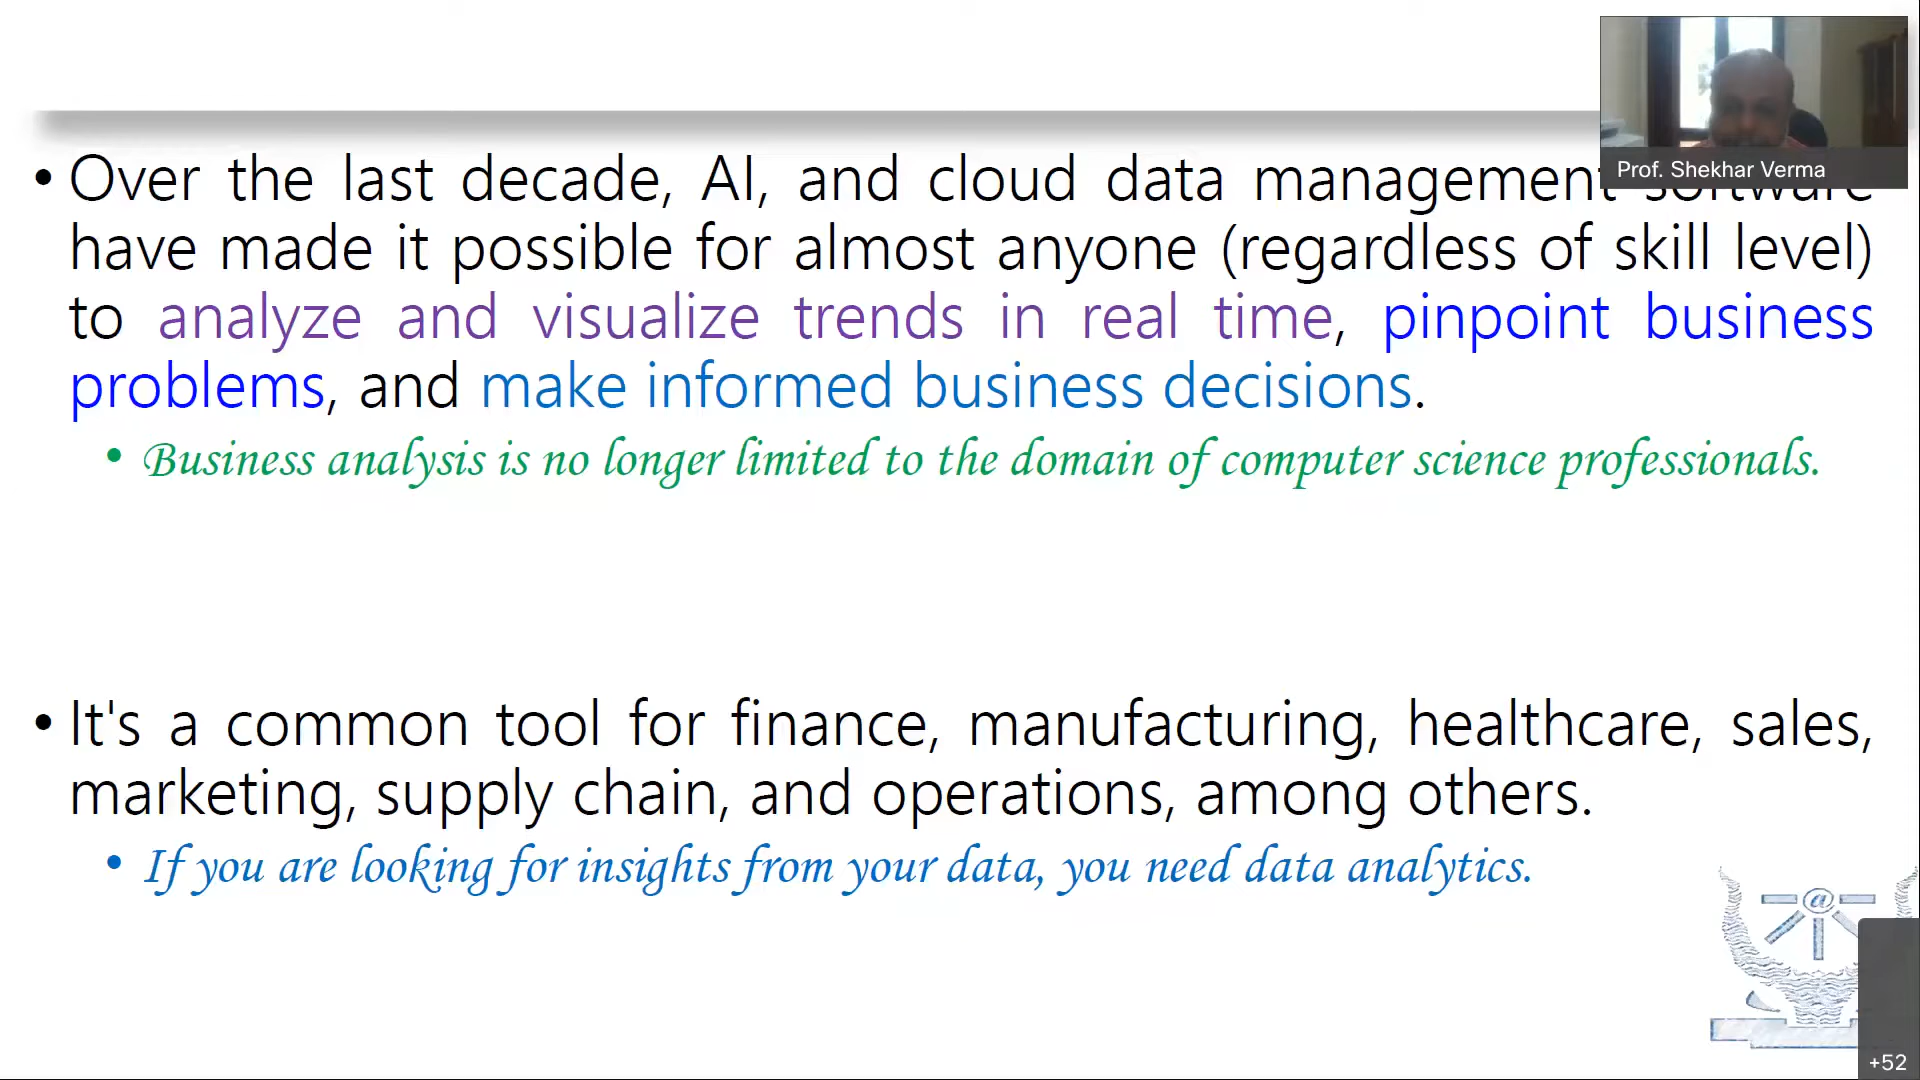 Prof. Shekhar Verma
• Over the last decade, AI, and cloud data management software
have made it possible for almost anyone (regardless of skill level)
to analyze and visualize trends in real time, pinpoint business
problems, and make informed business decisions.
• Business analysis is no longer limited to the domain of computer science professionals.
• It's a common tool for finance, manufacturing, healthcare, sales,
marketing, supply chain, and operations, among others.
• If you are looking for insights from your data, you need data analytics.
@
+52